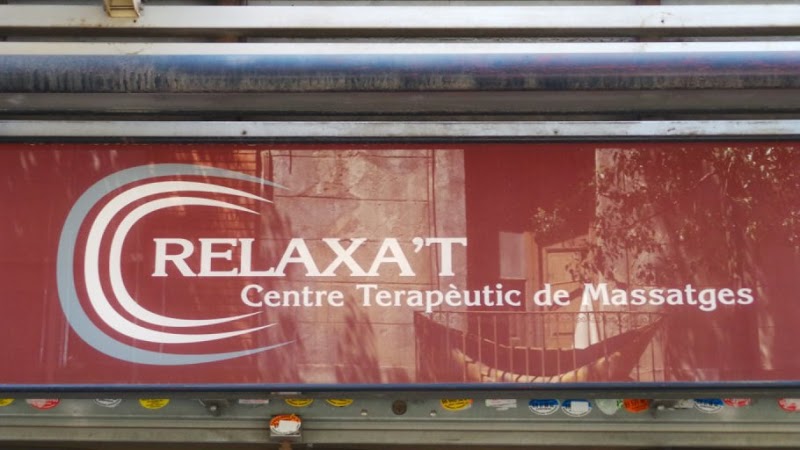 RELAXA'T
Centre Terapèutic de Massatges